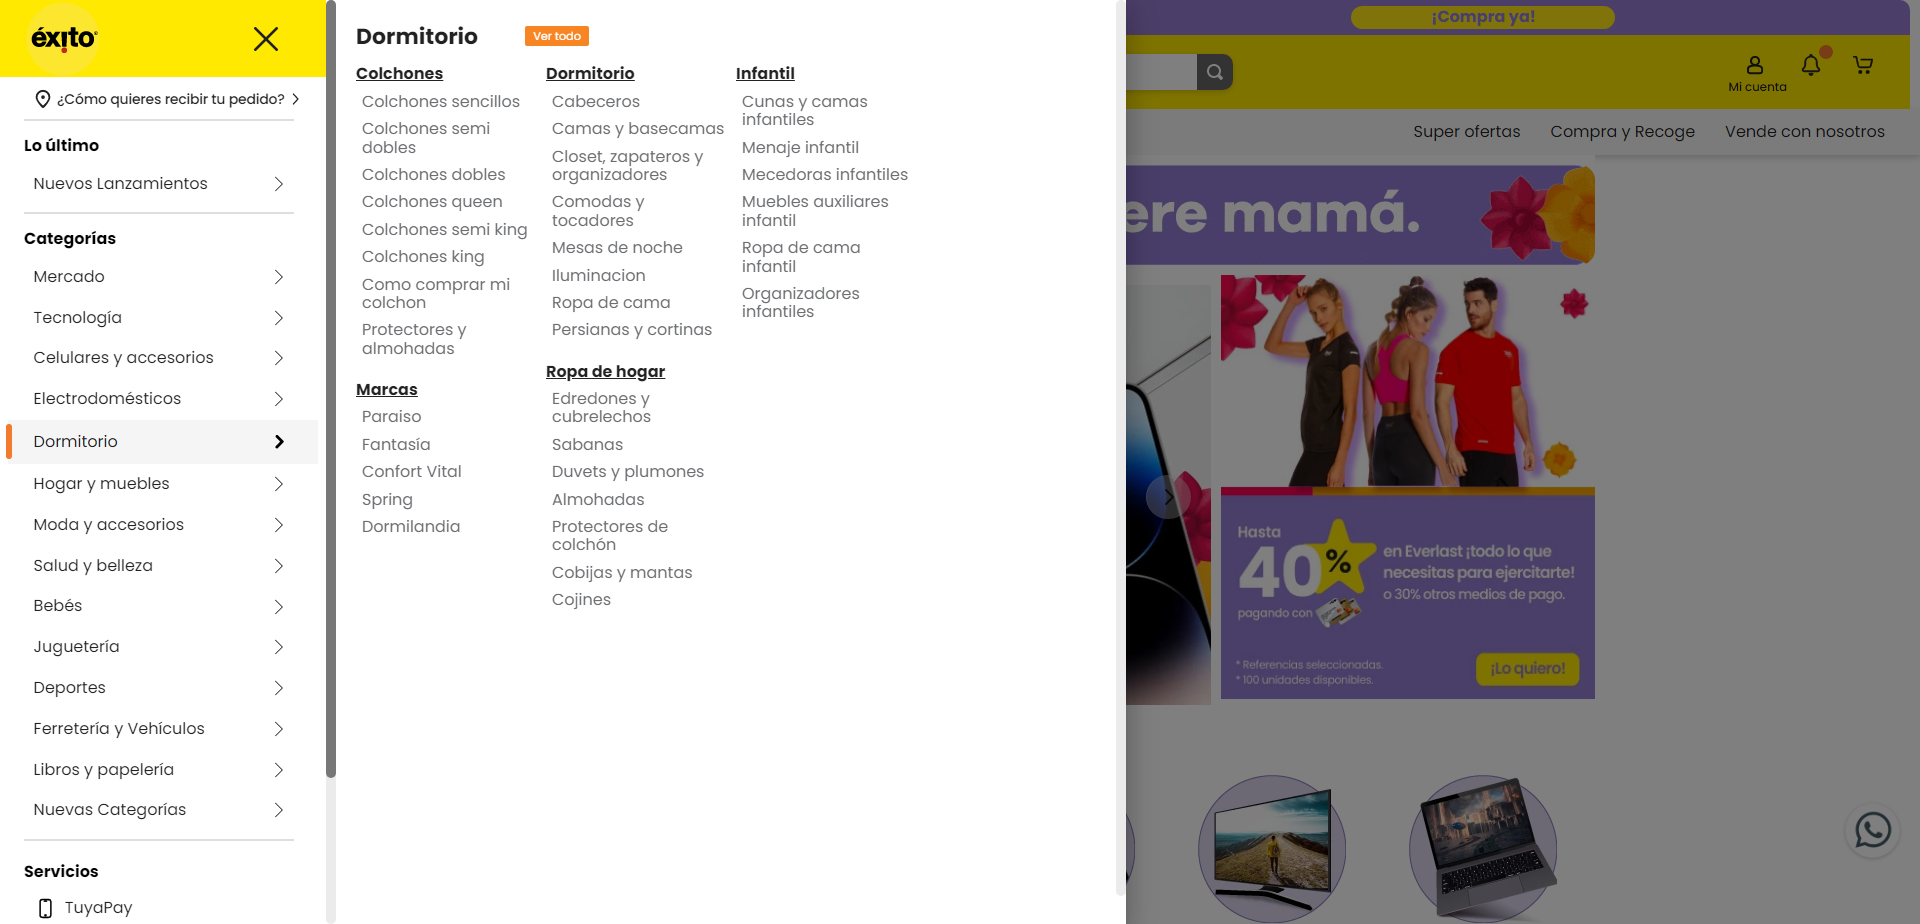 éxito
¿Cómo quieres recibir tu pedido?
Lo último
Nuevos Lanzamientos
Categorías
Mercado
Tecnología
Celulares y accesorios
Electrodomésticos
Dormitorio
Hogar y muebles
Moda y accesorios
Salud y belleza
Bebés
Juguetería
Deportes
Ferretería y Vehículos
Libros y papelería
Nuevas Categorías
Servicios
TuyaPay
Dormitorio
Ver todo
Colchones
Colchones sencillos
Colchones semi
dobles
Colchones dobles
Colchones queen
Colchones semi king
Colchones king
Como comprar mi
colchon
Protectores y
almohadas
Marcas
Paraiso
Fantasía
Confort Vital
Spring
Dormilandia
Dormitorio
Cabeceros
Camas y basecamas
Closet, zapateros y
organizadores
Comodas y
tocadores
Mesas de noche
Iluminacion
Ropa de cama
Persianas y cortinas
Ropa de hogar
Edredones y
cubrelechos
Sabanas
Duvets y plumones
Almohadas
Protectores de
colchón
Cobijas y mantas
Cojines
Infantil
Cunas y camas
infantiles
Menaje infantil
Mecedoras infantiles
Muebles auxiliares
infantil
Ropa de cama
infantil
Organizadores
infantiles
¡Compra ya!
Mi cuenta
Super ofertas
Compra y Recoge
Vende con nosotros
ere mamá.
Hasta
40%
pagando con
en Everlast ¡todo lo que
necesitas para ejercitarte!
o 30% otros medios de pago.
* Referencias seleccionadas.
* 100 unidades disponibles.
¡Lo quiero!